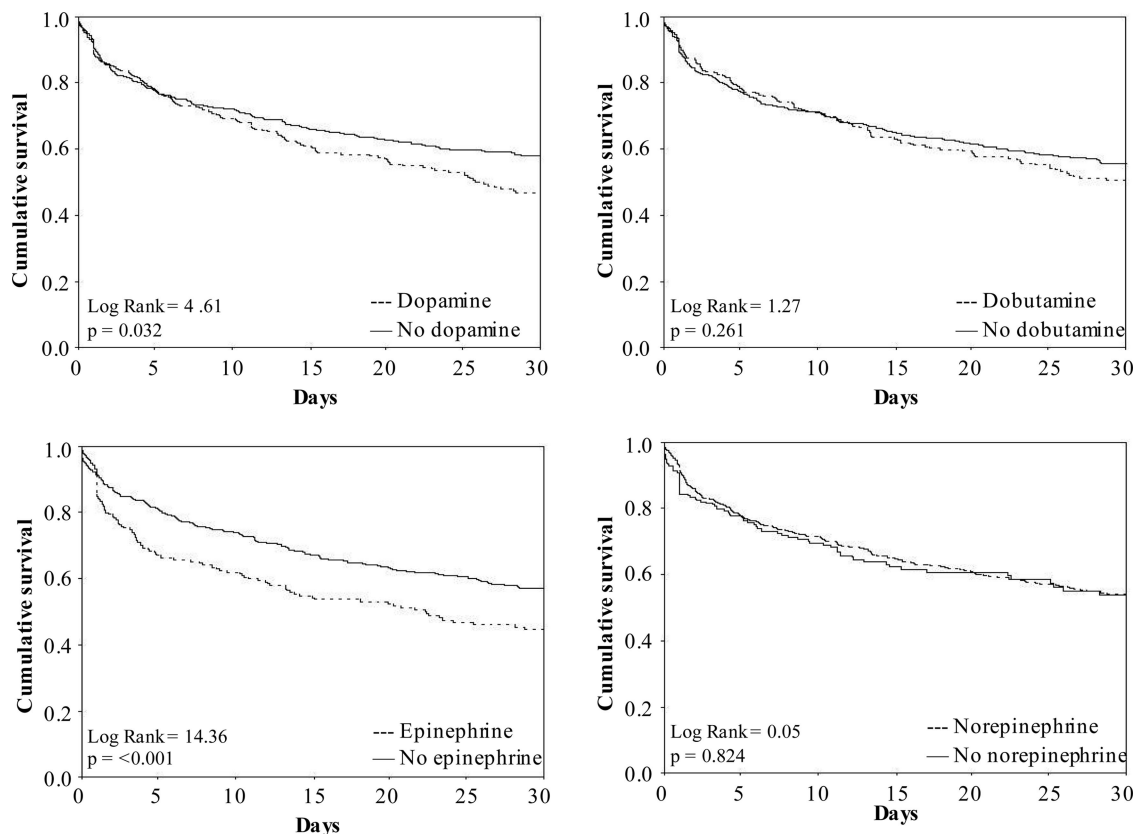 1.0
0.8
0.6
0.4
0.2
0.0
Cumulative survival
Log Rank = 4 .61
p = 0.032
Dopamine
No dopamine
0 5 10 15 20 25 30
Days
1.0
0.8
0.6
0.4
0.2
0.0
Cumulative survival
Log Rank = 1.27
p = 0.261
Dobutamine
No dobutamine
0 5 10 15 20 25 30
Days
1.0
0.8
0.6
0.4
0.2
0.0
Cumulative survival
Log Rank = 14.36
p = <0.001
Epinephrine
No epinephrine
0 5 10 15 20 25 30
Days
1.0
0.8
0.6
0.4
0.2
0.0
Cumulative survival
Log Rank = 0.05
p = 0.824
Norepinephrine
No norepinephrine
0 5 10 15 20 25 30
Days